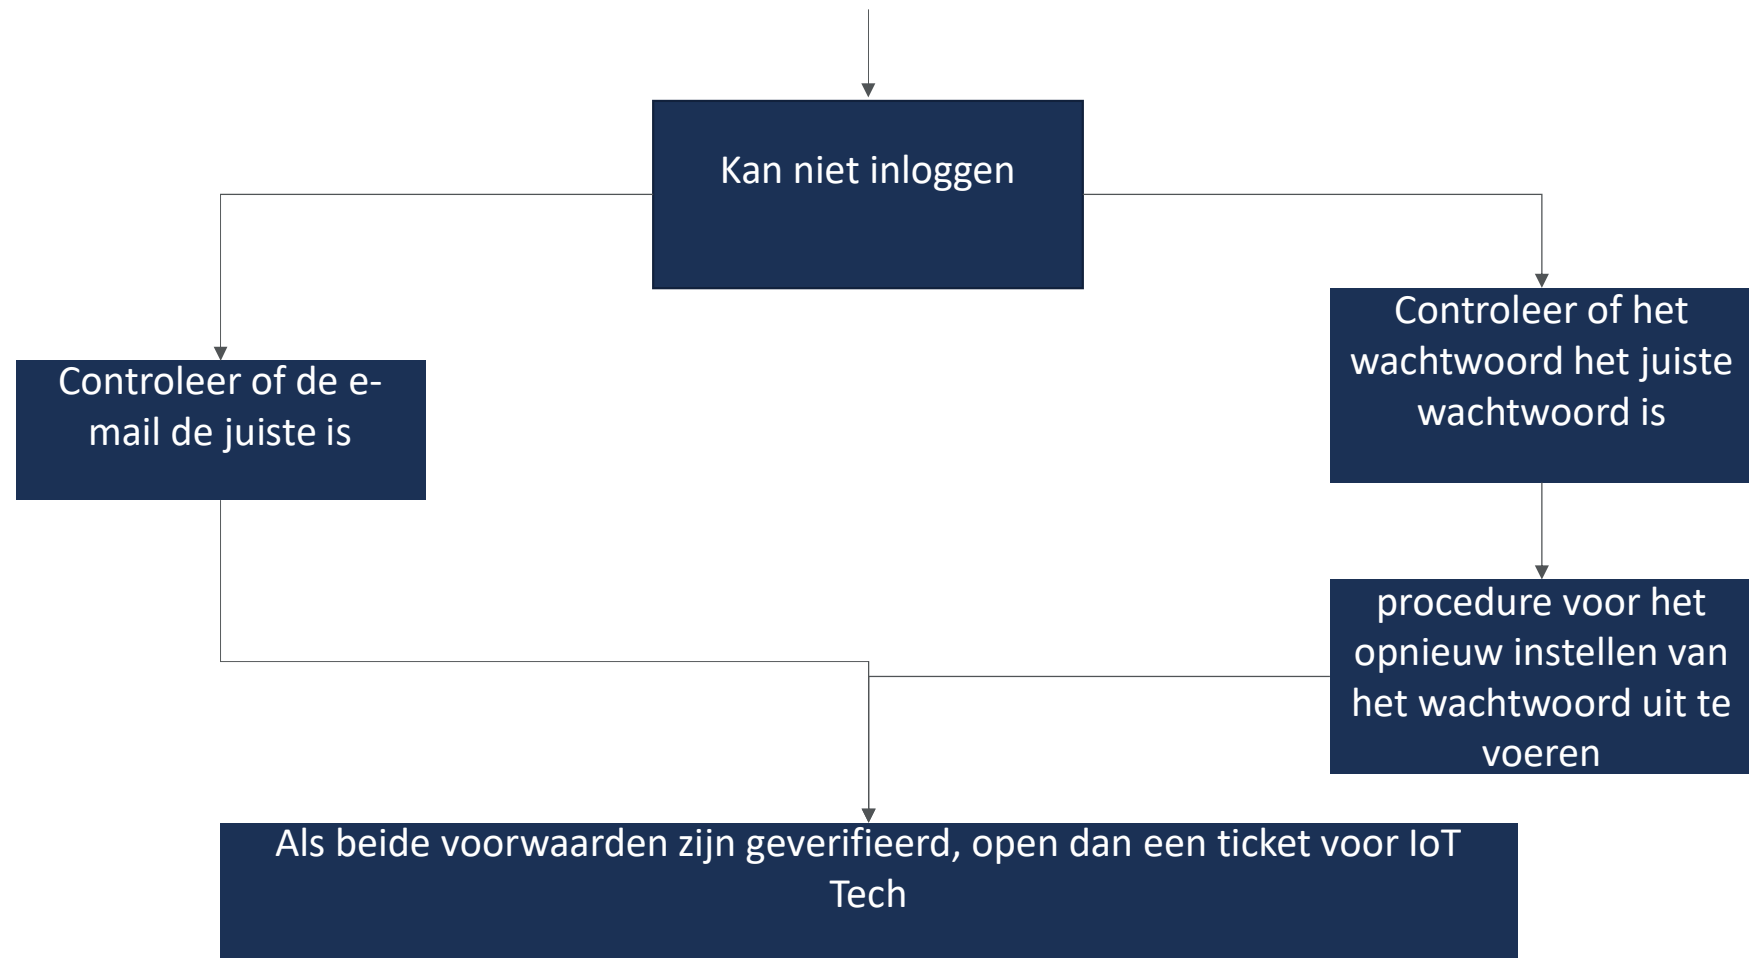 Kan niet inloggen
Controleer of het
wachtwoord het juiste
wachtwoord is
Controleer of de e-
mail de juiste is
procedure voor het
opnieuw instellen van
het wachtwoord uit te
voeren
Als beide voorwaarden zijn geverifieerd, open dan een ticket voor IoT
Tech